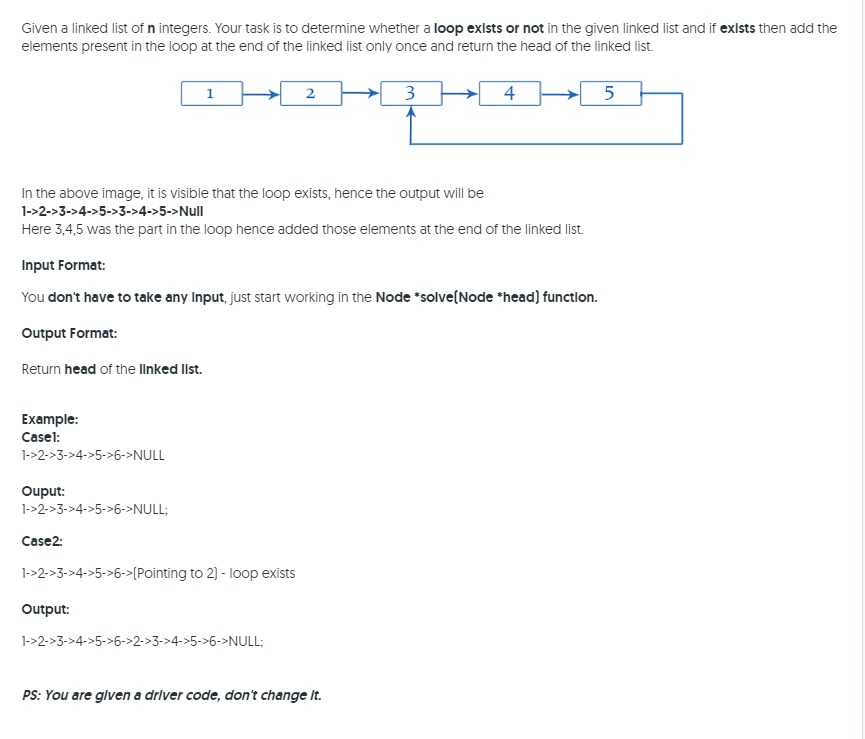 Given a linked list of n integers. Your task is to determine whether a loop exists or not in the given linked list and if exists then add the
elements present in the loop at the end of the linked list only once and return the head of the linked list.
1 2 3 4 5
In the above image, it is visible that the loop exists, hence the output will be
1->2->3->4->5->3->4->5->Null
Here 3,4,5 was the part in the loop hence added those elements at the end of the linked list.
Input Format:
You don't have to take any input, just start working in the Node *solve(Node *head) function.
Output Format:
Return head of the linked list.
Example:
Case1:
1->2->3->4->5->6->NULL
Ouput:
1->2->3->4->5->6->NULL;
Case2:
1->2->3->4->5->6->(Pointing to 2) - loop exists
Output:
1->2->3->4->5->6->2->3->4->5->6->NULL;
PS: You are given a driver code, don't change it.